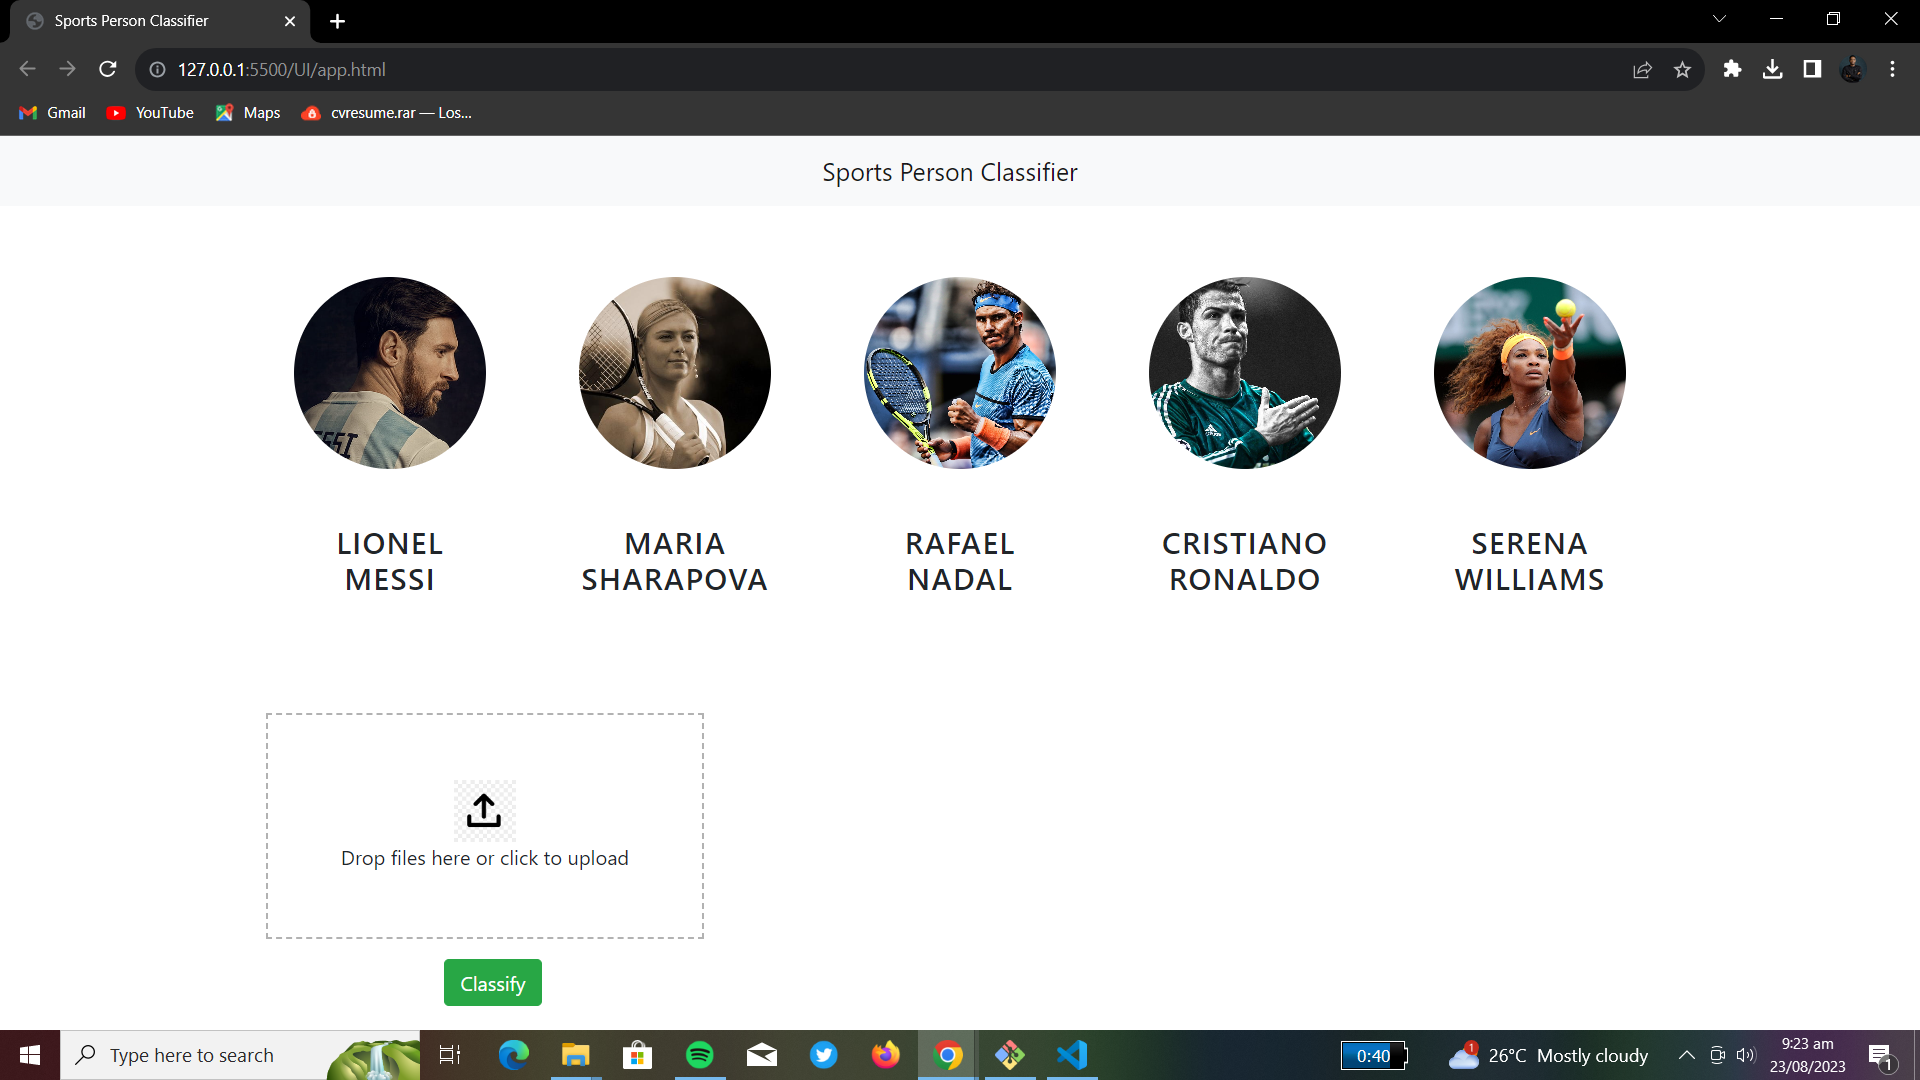 Sports Person Classifier
127.0.0.1:5500/UI/app.html
Gmail
YouTube
Maps
cvresume.rar — Los...
Sports Person Classifier
LIONEL
MESSI
MARIA
SHARAPOVA
RAFAEL
NADAL
CRISTIANO
RONALDO
SERENA
WILLIAMS
Drop files here or click to upload
Classify
Type here to search
0:40
1
26°C Mostly cloudy
9:23 am
23/08/2023
1